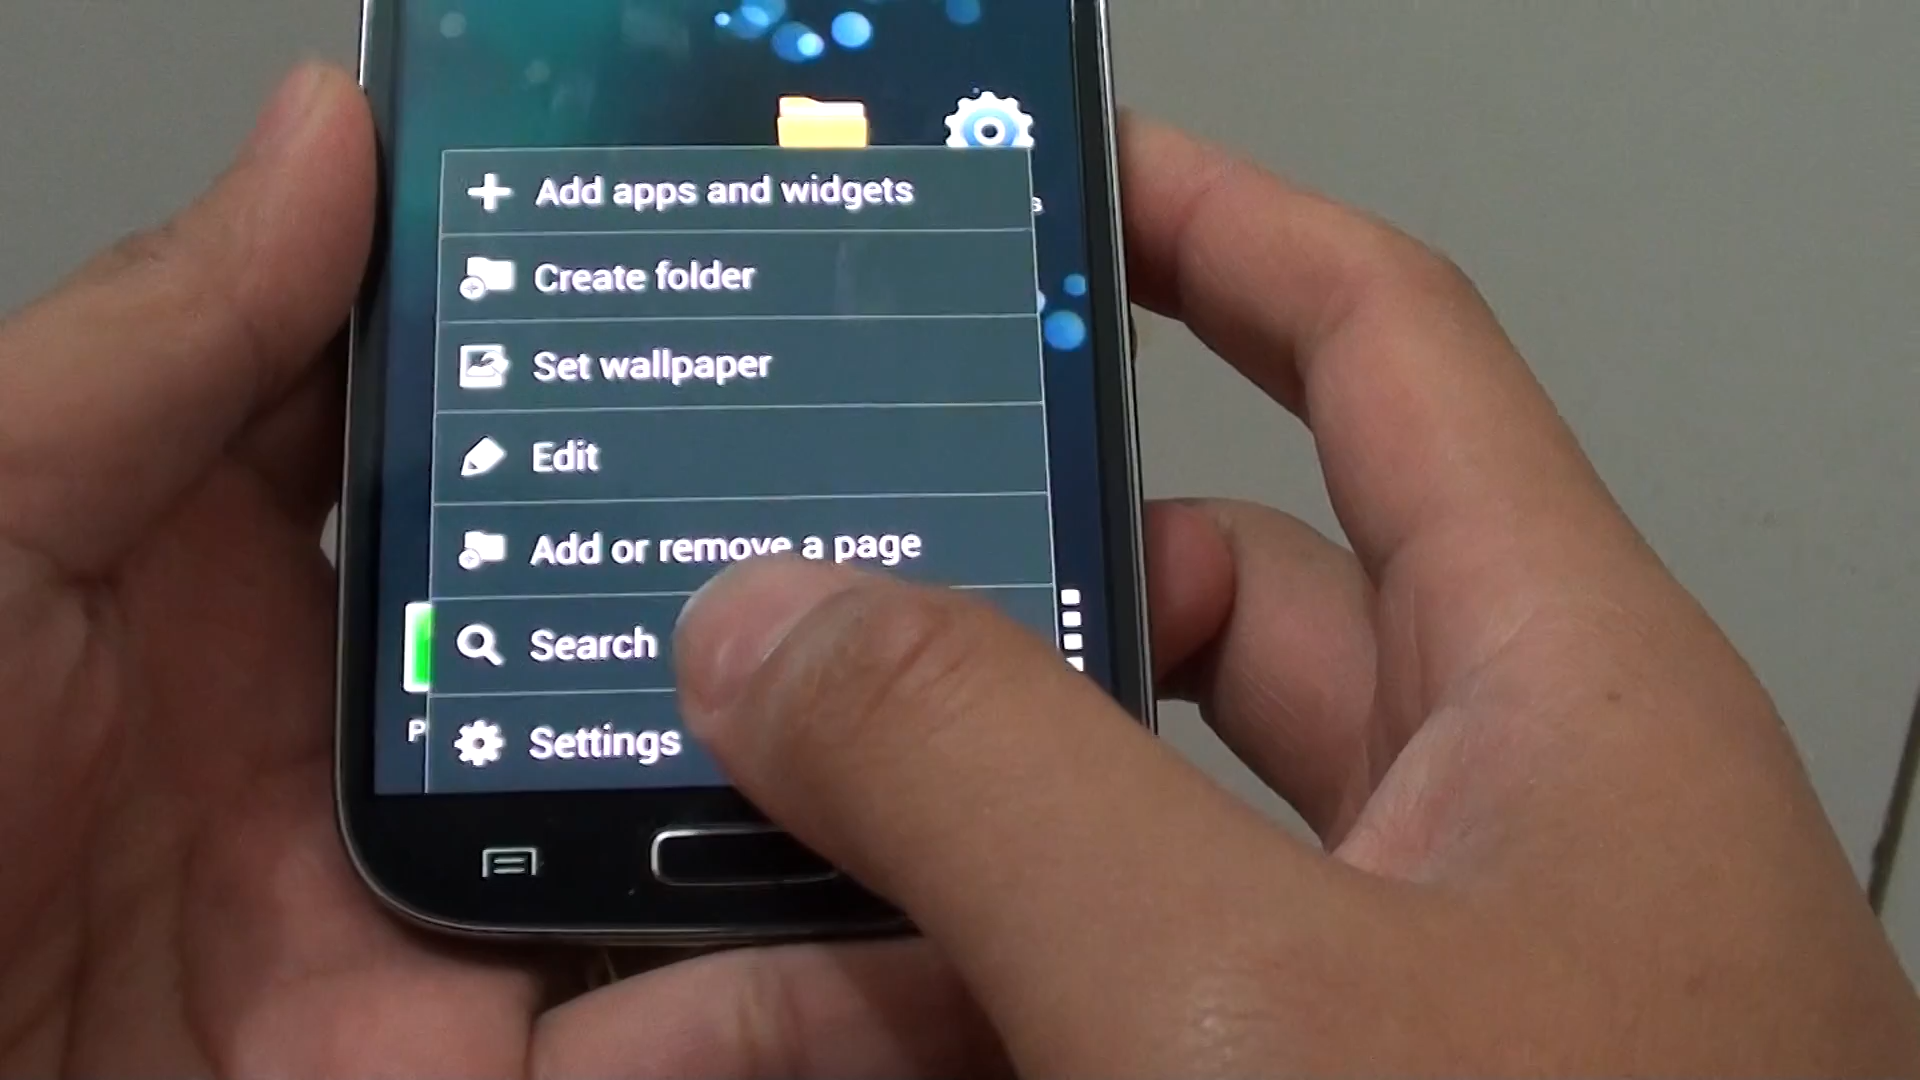 Add apps and widgets
s
Create folder
Set wallpaper
Edit
Add or remove a page
Search
Settings
P